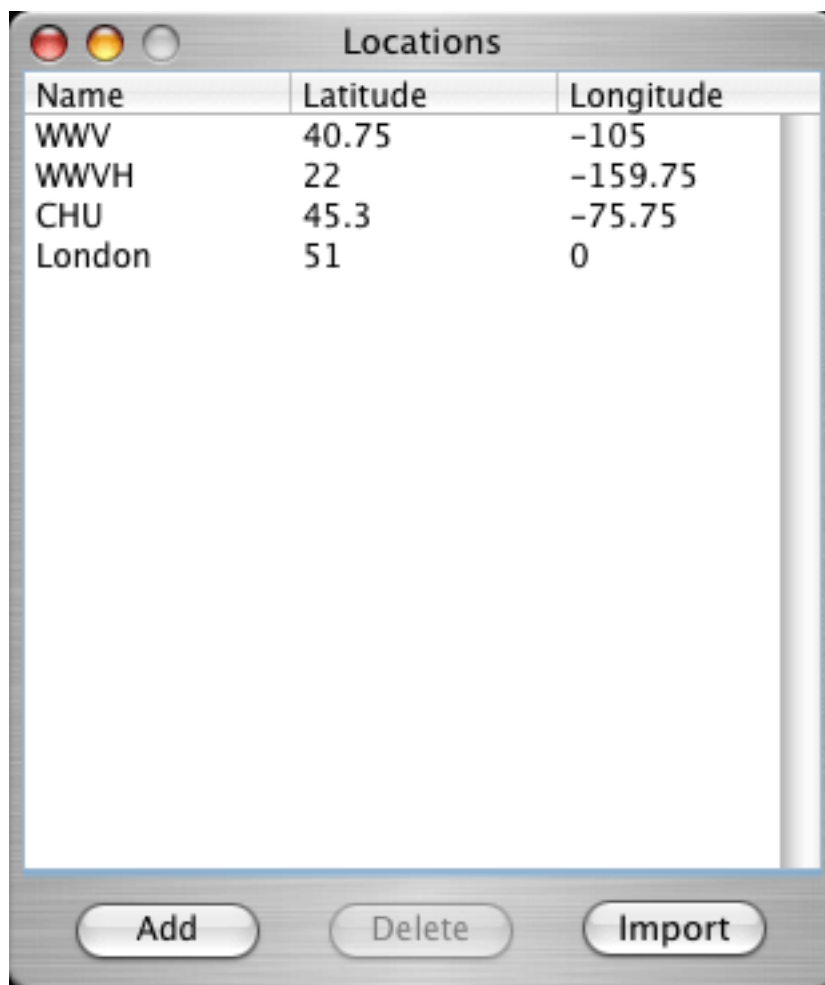 Locations
Name Latitude Longitude
WWV 40.75 -105
WWVH 22 -159.75
CHU 45.3 -75.75
London 51 0
Add Delete Import